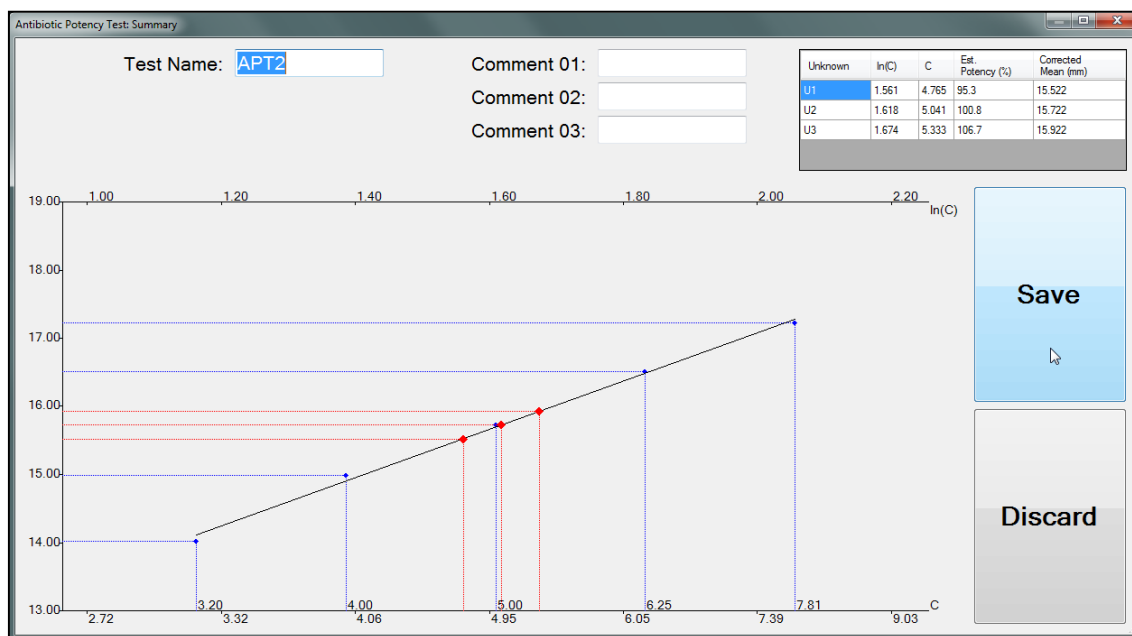 Antibiotic Potency Test: Summary
Test Name: APT2
Comment 01:
Comment 02:
Comment 03:
Unknown ln(C) C Est. Potency (%) Corrected Mean (mm)
U1 1.561 4.765 95.3 15.522
U2 1.618 5.041 100.8 15.722
U3 1.674 5.333 106.7 15.922
1.00 1.20 1.40 1.60 1.80 2.00 2.20
ln(C)
19.00
18.00
17.00
16.00
15.00
14.00
13.00
3.20 4.00 5.00 6.25 7.81 C
2.72 3.32 4.06 4.95 6.05 7.39 9.03
Save
Discard